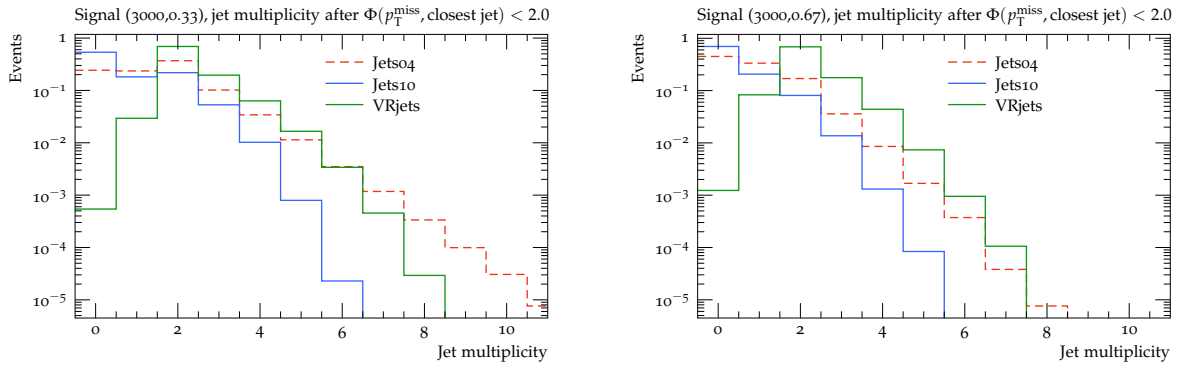 Signal (3000,0.33), jet multiplicity after Φ(p_T^miss, closest jet) < 2.0
Events
1
10⁻¹
10⁻²
10⁻³
10⁻⁴
10⁻⁵
Jets04
Jets10
VRjets
0 2 4 6 8 10
Jet multiplicity
Signal (3000,0.67), jet multiplicity after Φ(p_T^miss, closest jet) < 2.0
Events
1
10⁻¹
10⁻²
10⁻³
10⁻⁴
10⁻⁵
Jets04
Jets10
VRjets
0 2 4 6 8 10
Jet multiplicity